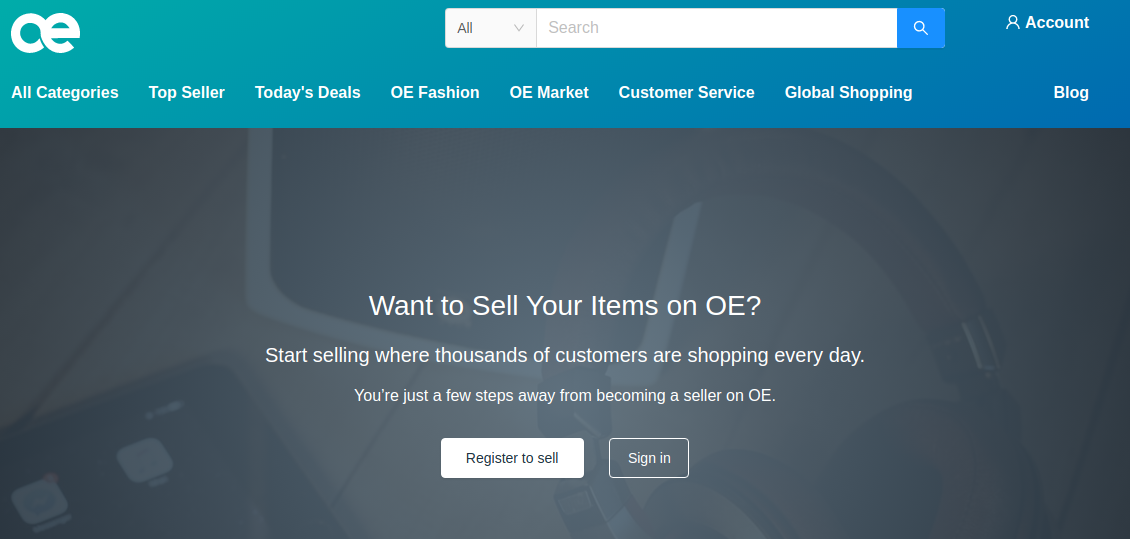 oe
All
Search
Account
All Categories
Top Seller
Today's Deals
OE Fashion
OE Market
Customer Service
Global Shopping
Blog
Want to Sell Your Items on OE?
Start selling where thousands of customers are shopping every day.
You’re just a few steps away from becoming a seller on OE.
Register to sell
Sign in